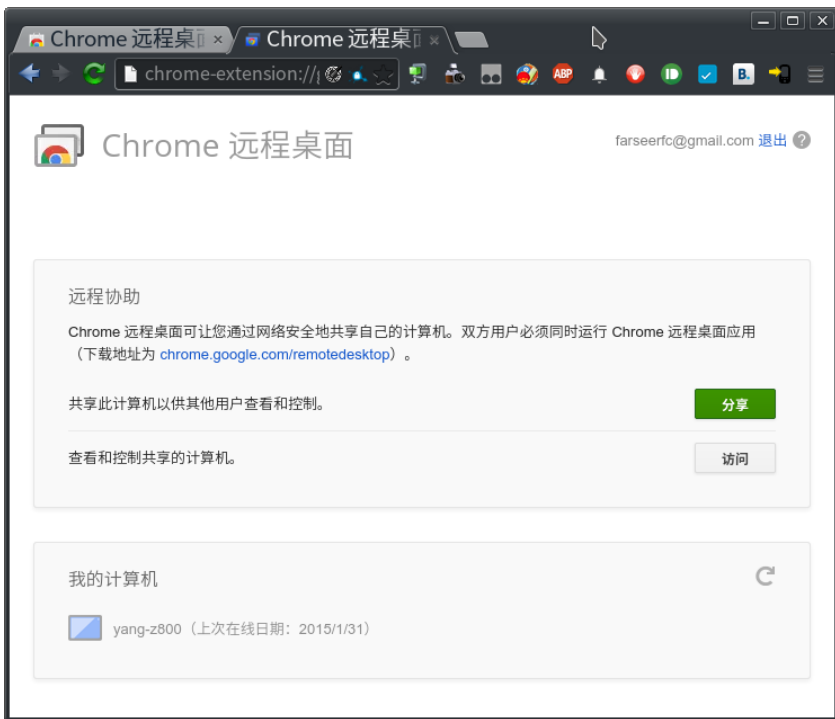 Chrome 远程桌 ×
Chrome 远程桌 ×
chrome-extension://
ABP
B.
Chrome 远程桌面
farseerfc@gmail.com 退出 ?
远程协助
Chrome 远程桌面可让您通过网络安全地共享自己的计算机。双方用户必须同时运行 Chrome 远程桌面应用
（下载地址为 chrome.google.com/remotedesktop）。
共享此计算机以供其他用户查看和控制。
分享
查看和控制共享的计算机。
访问
我的计算机
yang-z800（上次在线日期：2015/1/31）